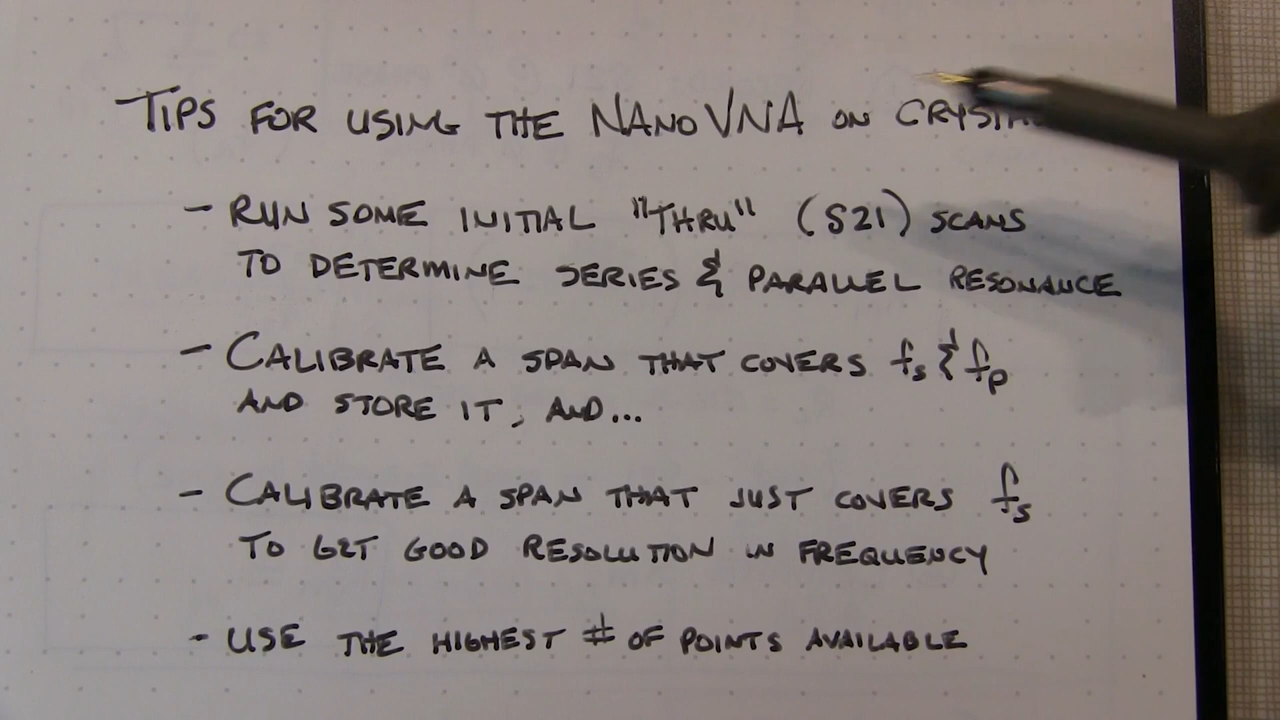 TIPS FOR USING THE NANOVNA ON
- RUN SOME INITIAL "THRU" (S21) SCANS
TO DETERMINE SERIES & PARALLEL RESONANCE
- CALIBRATE A SPAN THAT COVERS fs & fp
AND STORE IT, AND...
- CALIBRATE A SPAN THAT JUST COVERS fs
TO GET GOOD RESOLUTION IN FREQUENCY
- USE THE HIGHEST # OF POINTS AVAILABLE